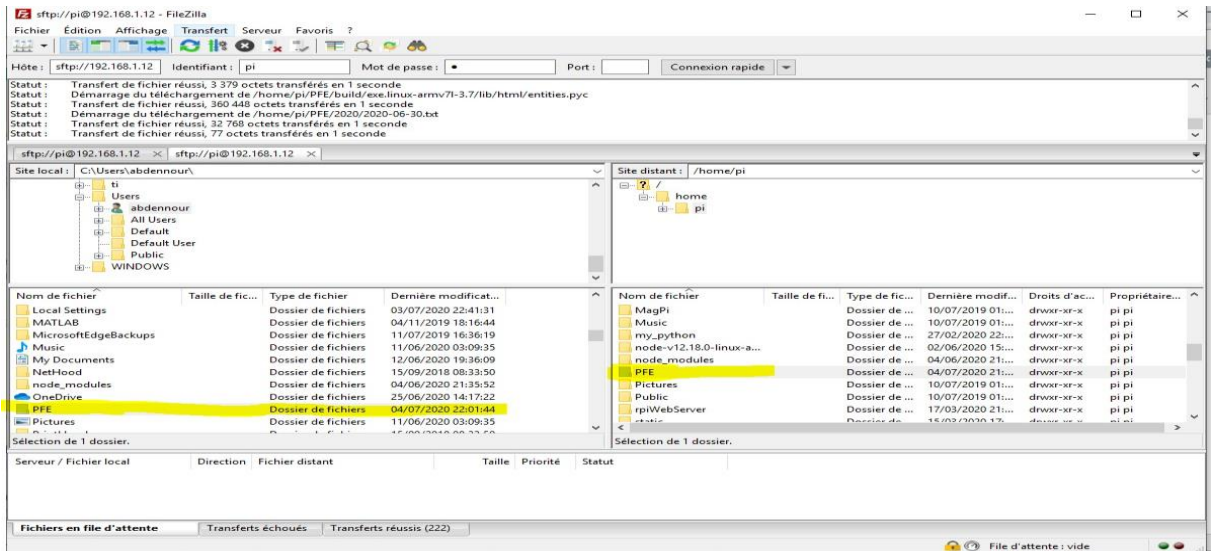 sftp://pi@192.168.1.12 - FileZilla
Fichier Édition Affichage Transfert Serveur Favoris ?
Hôte : sftp://192.168.1.12 Identifiant : pi Mot de passe : ● Port : Connexion rapide
Statut : Transfert de fichier réussi, 3 379 octets transférés en 1 seconde
Statut : Démarrage du téléchargement de /home/pi/PFE/build/exe.linux-armv7l-3.7/lib/html/entities.pyc
Statut : Transfert de fichier réussi, 360 448 octets transférés en 1 seconde
Statut : Démarrage du téléchargement de /home/pi/PFE/2020/2020-06-30.txt
Statut : Transfert de fichier réussi, 32 768 octets transférés en 1 seconde
Statut : Transfert de fichier réussi, 77 octets transférés en 1 seconde
sftp://pi@192.168.1.12 sftp://pi@192.168.1.12
Site local : C:\Users\abdennour\
ti
Users
abdennour
All Users
Default
Default User
Public
WINDOWS
Site distant : /home/pi
/
home
pi
Nom de fichier Taille de fic... Type de fichier Dernière modificat...
Local Settings Dossier de fichiers 03/07/2020 22:41:31
MATLAB Dossier de fichiers 04/11/2019 18:16:44
MicrosoftEdgeBackups Dossier de fichiers 11/07/2019 16:36:19
Music Dossier de fichiers 11/06/2020 03:09:35
My Documents Dossier de fichiers 12/06/2020 19:36:09
NetHood Dossier de fichiers 15/09/2018 08:33:50
node_modules Dossier de fichiers 04/06/2020 21:35:52
OneDrive Dossier de fichiers 25/06/2020 14:17:22
PFE Dossier de fichiers 04/07/2020 22:01:44
Pictures Dossier de fichiers 11/06/2020 03:09:35
Sélection de 1 dossier.
Nom de fichier Taille de fi... Type de fic... Dernière modif... Droits d'ac... Propriétaire...
MagPi Dossier de ... 10/07/2019 01:... drwxr-xr-x pi pi
Music Dossier de ... 10/07/2019 01:... drwxr-xr-x pi pi
my_python Dossier de ... 27/02/2020 22:... drwxr-xr-x pi pi
node-v12.18.0-linux-a... Dossier de ... 02/06/2020 15:... drwxr-xr-x pi pi
node_modules Dossier de ... 04/06/2020 21:... drwxr-xr-x pi pi
PFE Dossier de ... 04/07/2020 21:... drwxr-xr-x pi pi
Pictures Dossier de ... 10/07/2019 01:... drwxr-xr-x pi pi
Public Dossier de ... 10/07/2019 01:... drwxr-xr-x pi pi
rpiWebServer Dossier de ... 17/03/2020 21:... drwxr-xr-x pi pi
static Dossier de ... 15/03/2020 17:... drwxr-xr-x pi pi
Sélection de 1 dossier.
Serveur / Fichier local Direction Fichier distant Taille Priorité Statut
Fichiers en file d'attente Transferts échoués Transferts réussis (222)
File d'attente : vide